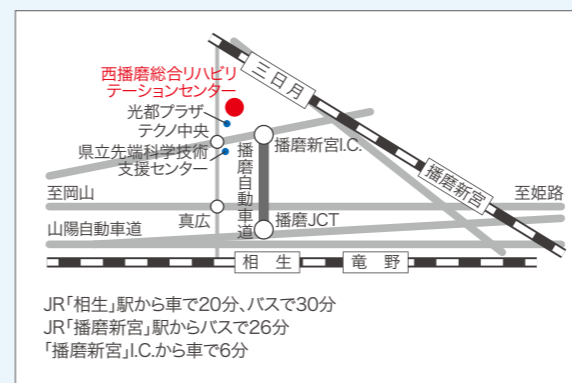 三日月
西播磨総合リハビリ
テーションセンター
光都プラザ
テクノ中央
県立先端科学技術
支援センター
播磨自動車道
播磨新宮I.C.
播磨新宮
至岡山
至姫路
真広
播磨JCT
山陽自動車道
相生
竜野
JR「相生」駅から車で20分、バスで30分
JR「播磨新宮」駅からバスで26分
「播磨新宮」I.C.から車で6分